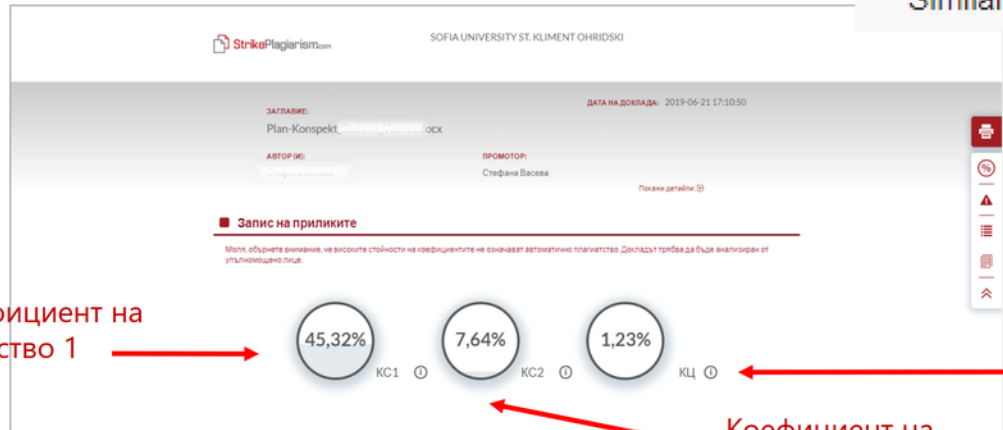 Similar
StrikePlagiarism.com
SOFIA UNIVERSITY ST. KLIMENT OHRIDSKI
ЗАГЛАВИЕ:
ДАТА НА ДОКЛАДА: 2019-06-21 17:10:50
Plan-Konspekt_ ocx
АВТОР(И):
ПРОМОТОР:
Стефана Васева
Покажи детайли:
Запис на приликите
Моля, обърнете внимание, че високите стойности на коефициентите не означават автоматично плагиатство. Докладът трябва да бъде анализиран от
упълномощено лице.
фициент на
ство 1
45,32%
КС1
7,64%
КС2
1,23%
КЦ
Коефициент на